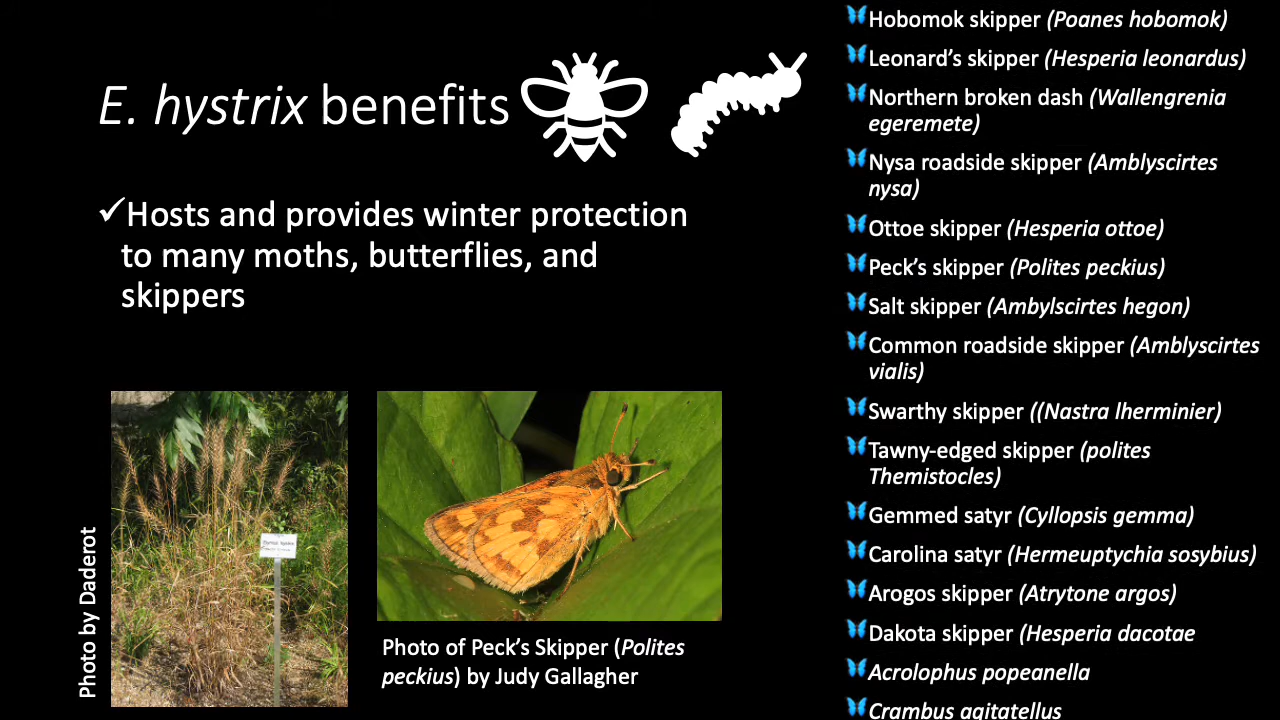 E. hystrix benefits
✓Hosts and provides winter protection
to many moths, butterflies, and
skippers
Photo by Daderot
Photo of Peck’s Skipper (Polites
peckius) by Judy Gallagher
Hobomok skipper (Poanes hobomok)
Leonard’s skipper (Hesperia leonardus)
Northern broken dash (Wallengrenia
egeremete)
Nysa roadside skipper (Amblyscirtes
nysa)
Ottoe skipper (Hesperia ottoe)
Peck’s skipper (Polites peckius)
Salt skipper (Ambylscirtes hegon)
Common roadside skipper (Amblyscirtes
vialis)
Swarthy skipper ((Nastra lherminier)
Tawny-edged skipper (polites
Themistocles)
Gemmed satyr (Cyllopsis gemma)
Carolina satyr (Hermeuptychia sosybius)
Arogos skipper (Atrytone argos)
Dakota skipper (Hesperia dacotae
Acrolophus popeanella
Crambus agitatellus